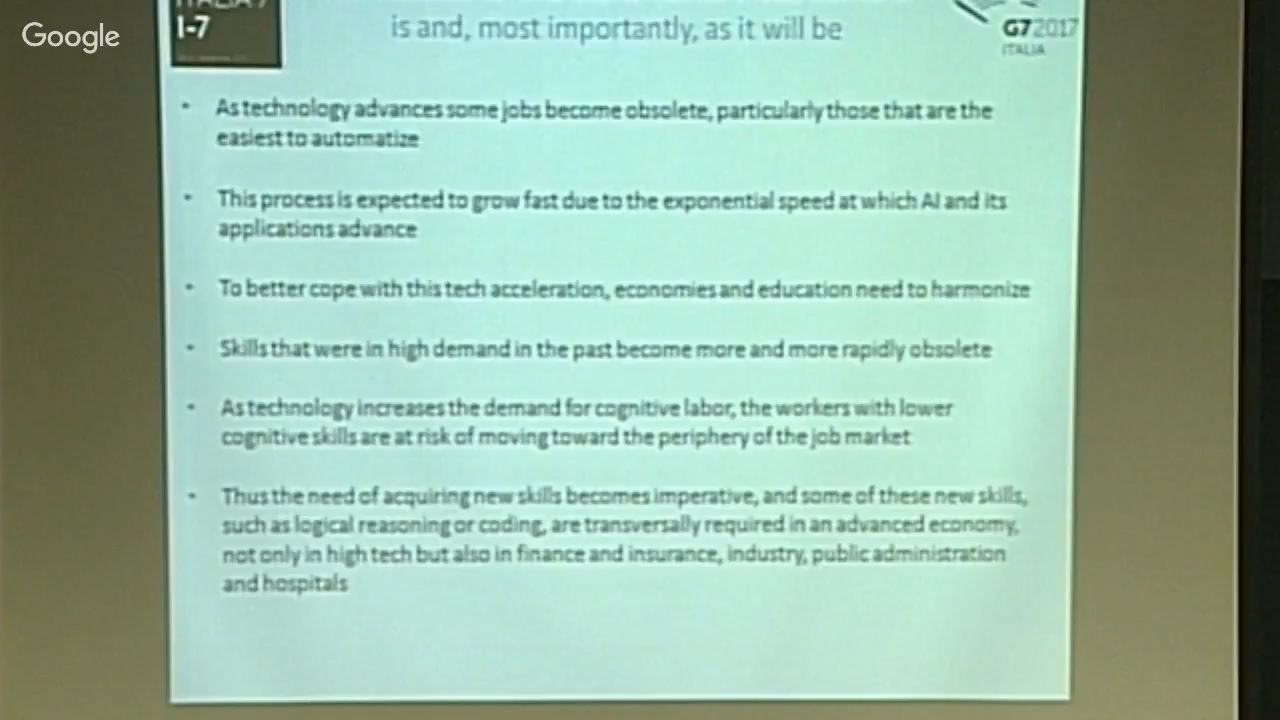 Google
I-7
is and, most importantly, as it will be
G7 2017
ITALIA
• As technology advances some jobs become obsolete, particularly those that are the
easiest to automatize
• This process is expected to grow fast due to the exponential speed at which AI and its
applications advance
• To better cope with this tech acceleration, economies and education need to harmonize
• Skills that were in high demand in the past become more and more rapidly obsolete
• As technology increases the demand for cognitive labor, the workers with lower
cognitive skills are at risk of moving toward the periphery of the job market
• Thus the need of acquiring new skills becomes imperative, and some of these new skills,
such as logical reasoning or coding, are transversally required in an advanced economy,
not only in high tech but also in finance and insurance, industry, public administration
and hospitals